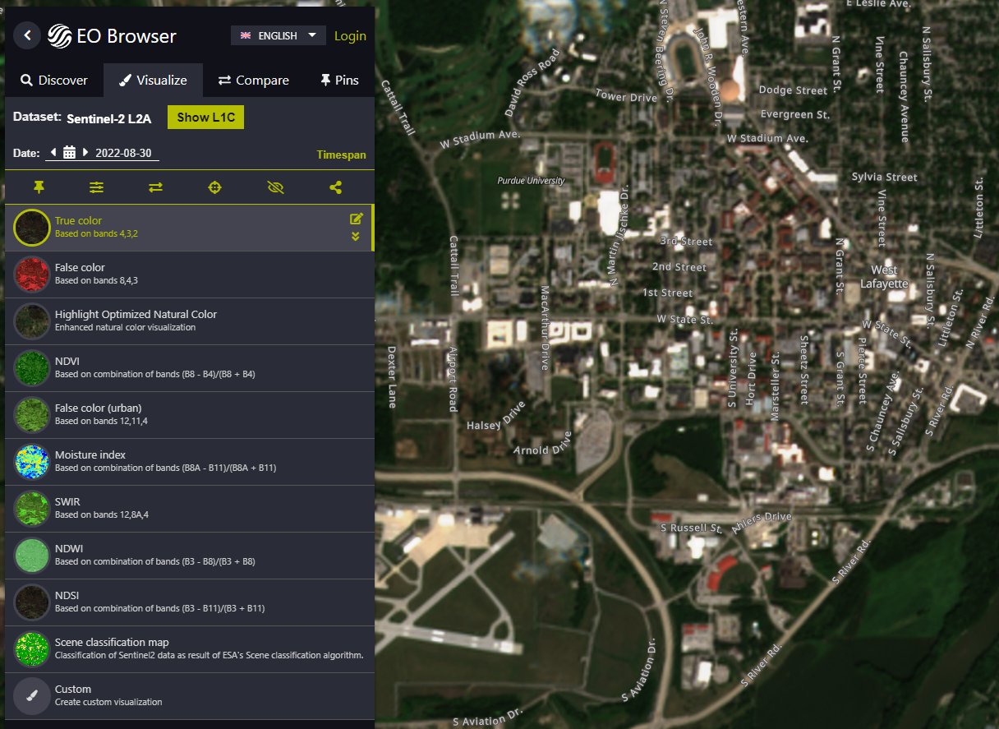 EO Browser
ENGLISH
Login
Discover
Visualize
Compare
Pins
Dataset: Sentinel-2 L2A
Show L1C
Date: 2022-08-30
Timespan
True color
Based on bands 4,3,2
False color
Based on bands 8,4,3
Highlight Optimized Natural Color
Enhanced natural color visualization
NDVI
Based on combination of bands (B8 - B4)/(B8 + B4)
False color (urban)
Based on bands 12,11,4
Moisture index
Based on combination of bands (B8A - B11)/(B8A + B11)
SWIR
Based on bands 12,8A,4
NDWI
Based on combination of bands (B3 - B8)/(B3 + B8)
NDSI
Based on combination of bands (B3 - B11)/(B3 + B11)
Scene classification map
Classification of Sentinel2 data as result of ESA's Scene classification algorithm.
Custom
Create custom visualization
E Leslie Ave.
N Steven Beering Dr.
John R. Wooden Dr.
estern Ave.
N Grant St.
Vine Street
Chauncey Avenue
N Salisbury St.
David Ross Road
Cattail Trail
Tower Drive
Dodge Street
Evergreen St.
W Stadium Ave.
W Stadium Ave.
Purdue University
Sylvia Street
Vine Street
Littleton St.
N Martin Jischke Dr.
Cattail Trail
3rd Street
2nd Street
1st Street
N Grant St.
West
Lafayette
N Salisbury St.
MacArthur Drive
W State St.
W State St.
Littleton St.
N River Rd.
Dexter Lane
Airport Road
S University St.
Hort Drive
Marsteller St.
Sheetz Street
S Grant St.
Pierce Street
S Chauncey Ave.
S Salisbury St.
S River Rd.
Halsey Drive
Arnold Drive
S Russell St.
Ahlers Drive
S River Rd.
S River Rd.
S Aviation Dr.
S Aviation Dr.